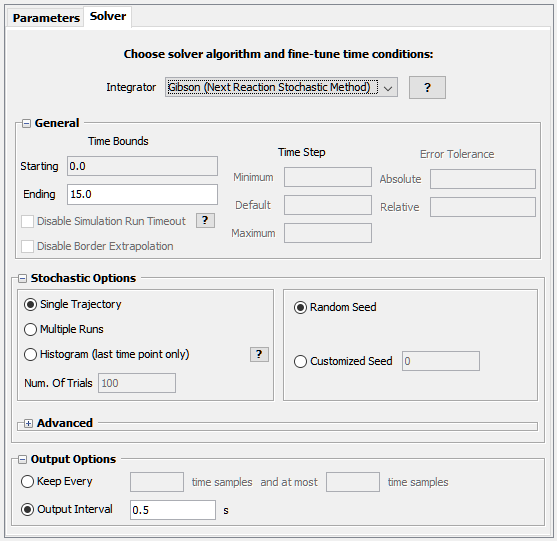 Parameters Solver
Choose solver algorithm and fine-tune time conditions:
Integrator Gibson (Next Reaction Stochastic Method) ?
General
Time Bounds Time Step Error Tolerance
Starting 0.0 Minimum Absolute
Ending 15.0 Default Relative
Disable Simulation Run Timeout ? Maximum
Disable Border Extrapolation
Stochastic Options
Single Trajectory Random Seed
Multiple Runs
Histogram (last time point only) ? Customized Seed 0
Num. Of Trials 100
Advanced
Output Options
Keep Every time samples and at most time samples
Output Interval 0.5 s